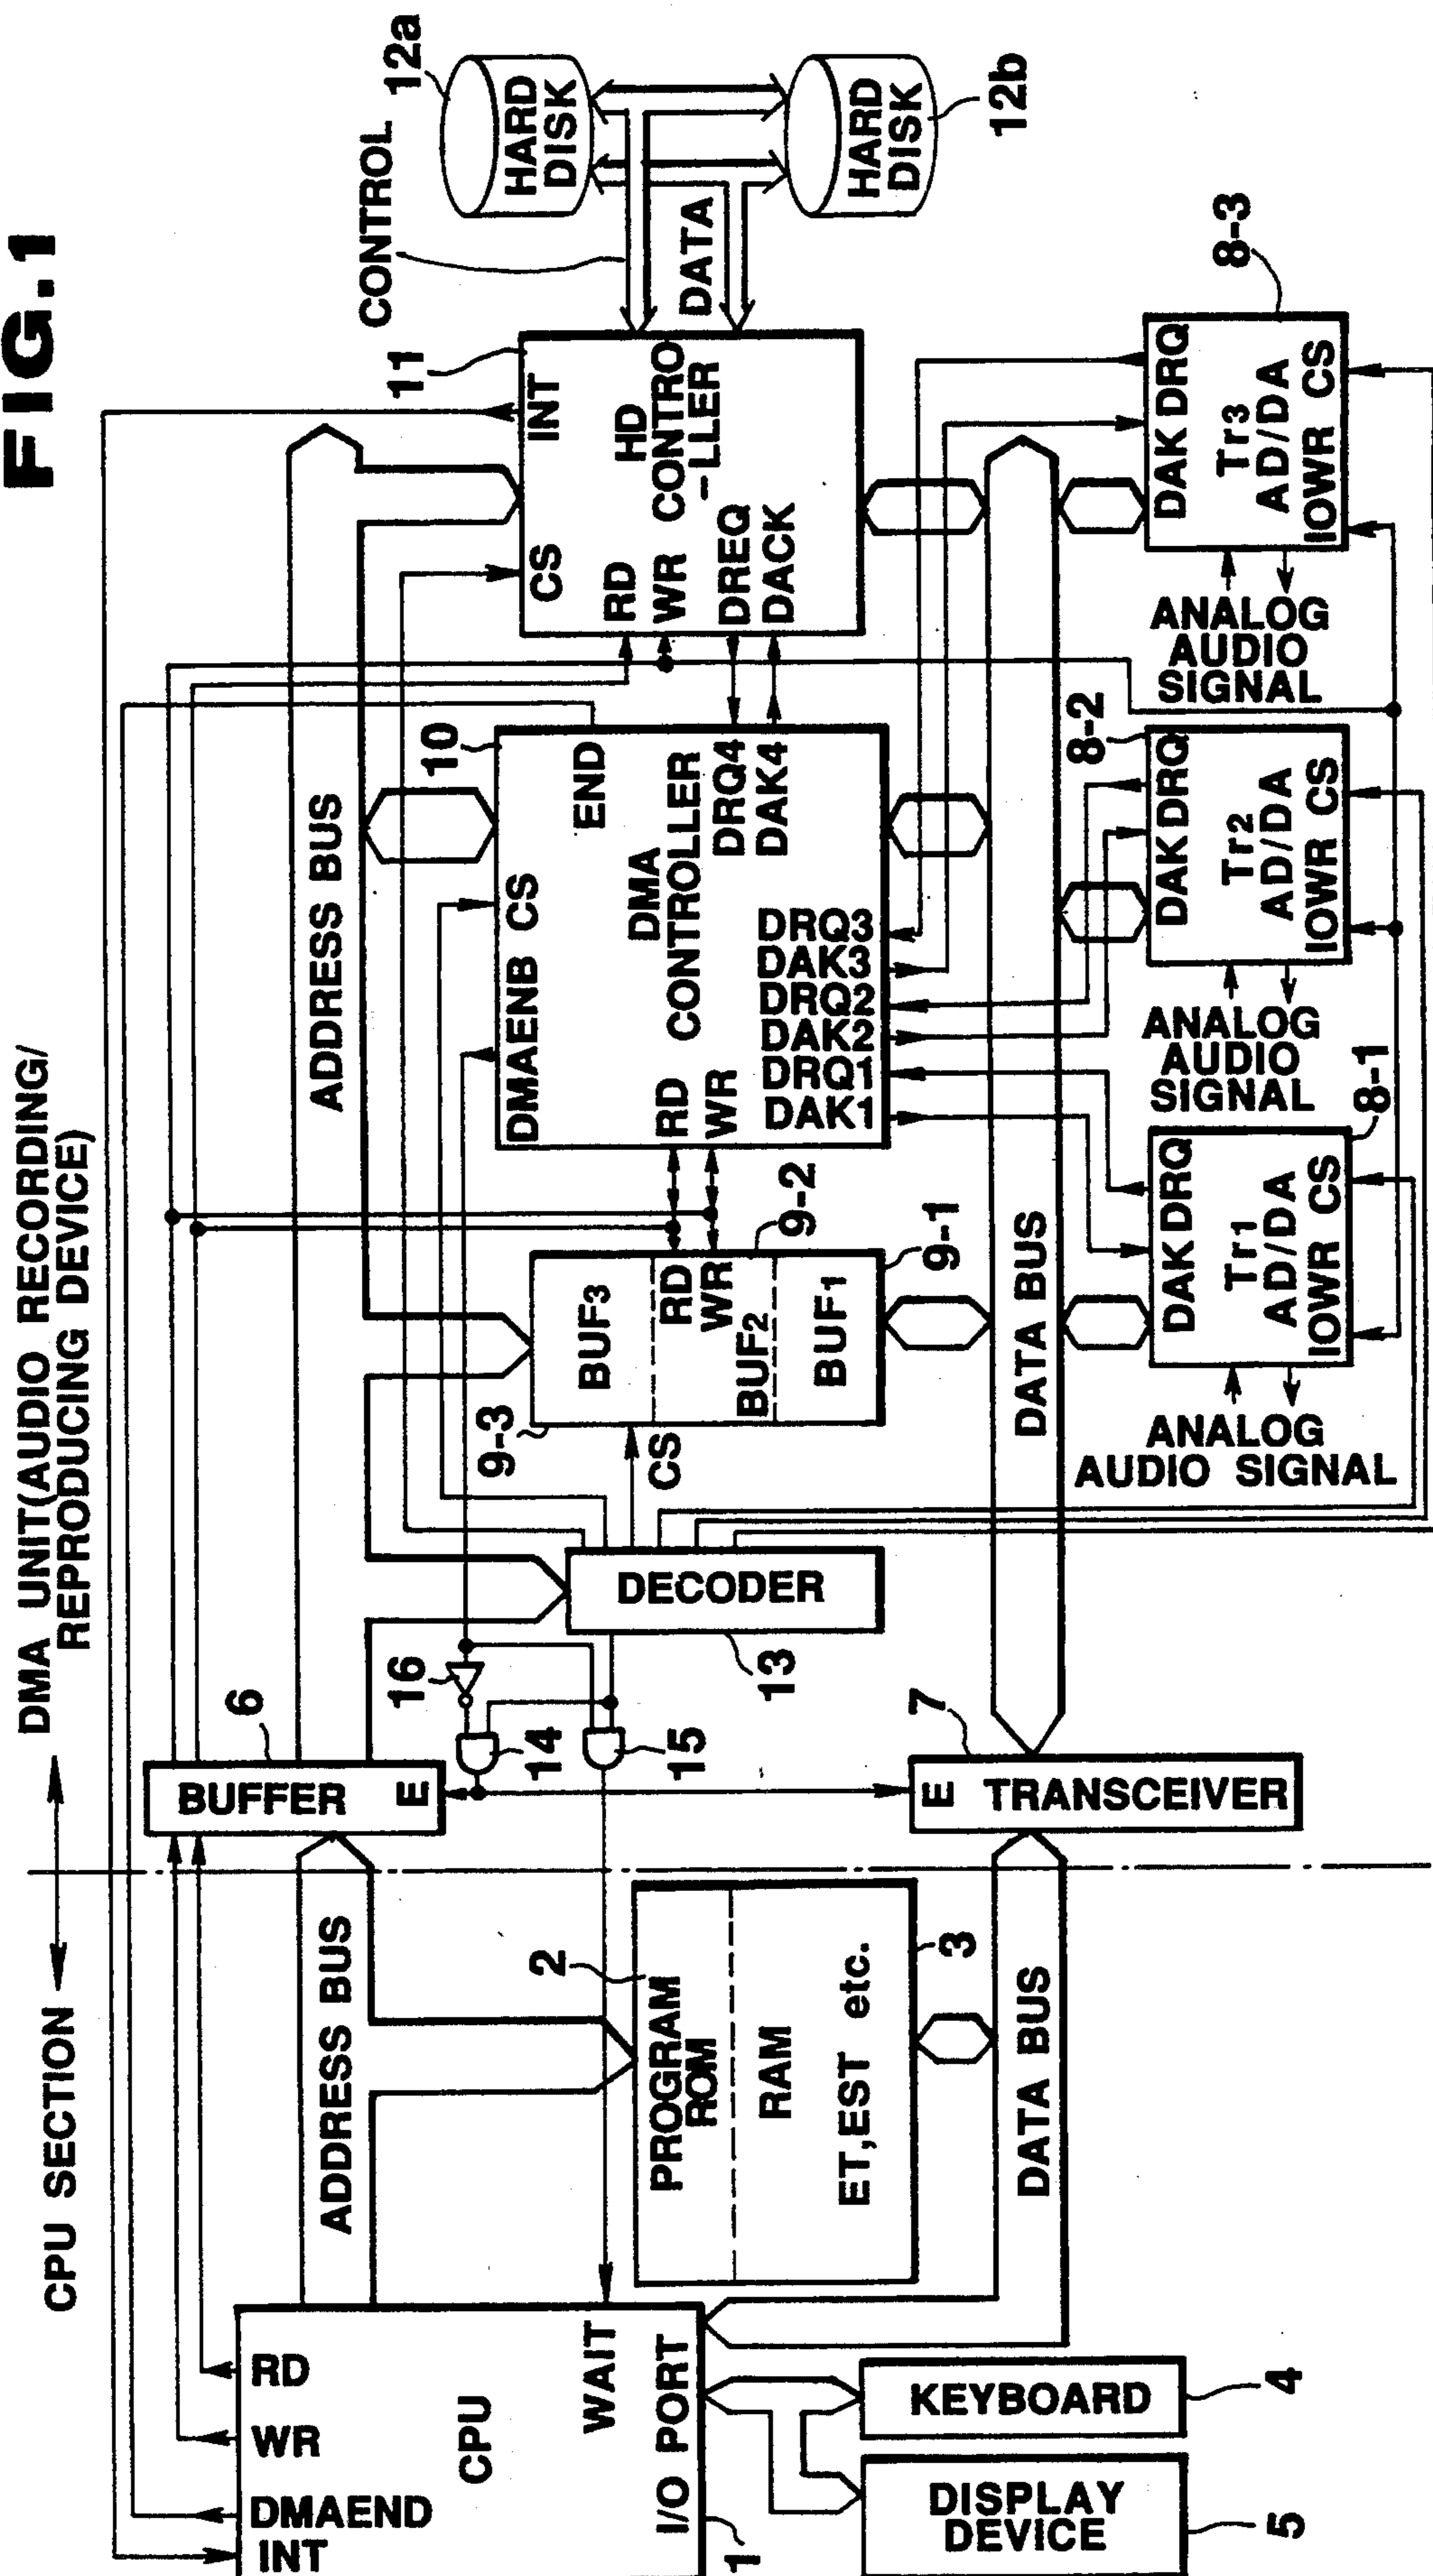 FIG.1
CPU SECTION
DMA UNIT(AUDIO RECORDING/
REPRODUCING DEVICE)
INT
DMAEND
WR
RD
CPU
WAIT
I/O PORT
1
ADDRESS BUS
2
PROGRAM
ROM
RAM
ET,EST etc.
3
DATA BUS
KEYBOARD
4
DISPLAY
DEVICE
5
6
BUFFER
E
7
E
TRANSCEIVER
14
15
16
DECODER
13
ADDRESS BUS
9-3
BUF3
CS
RD
WR
BUF2
9-2
BUF1
9-1
DATA BUS
10
DMAENB
CS
END
DMA
CONTROLLER
RD
WR
DRQ4
DAK4
DRQ3
DAK3
DRQ2
DAK2
DRQ1
DAK1
11
INT
CS
HD
CONTRO
-LLER
RD
WR
DREQ
DACK
CONTROL
DATA
12a
HARD
DISK
HARD
DISK
12b
8-1
DAK DRQ
Tr1
AD/DA
IOWR CS
ANALOG
AUDIO SIGNAL
8-2
DAK DRQ
Tr2
AD/DA
IOWR CS
ANALOG
AUDIO
SIGNAL
8-3
DAK DRQ
Tr3
AD/DA
IOWR CS
ANALOG
AUDIO
SIGNAL